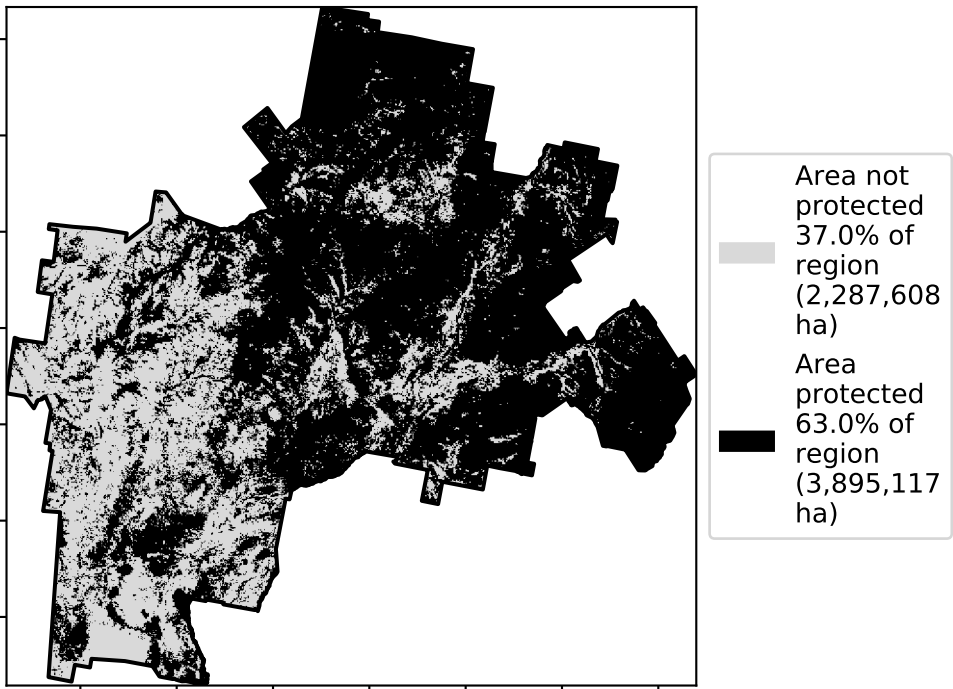 Area not
protected
37.0% of
region
(2,287,608
ha)
Area
protected
63.0% of
region
(3,895,117
ha)